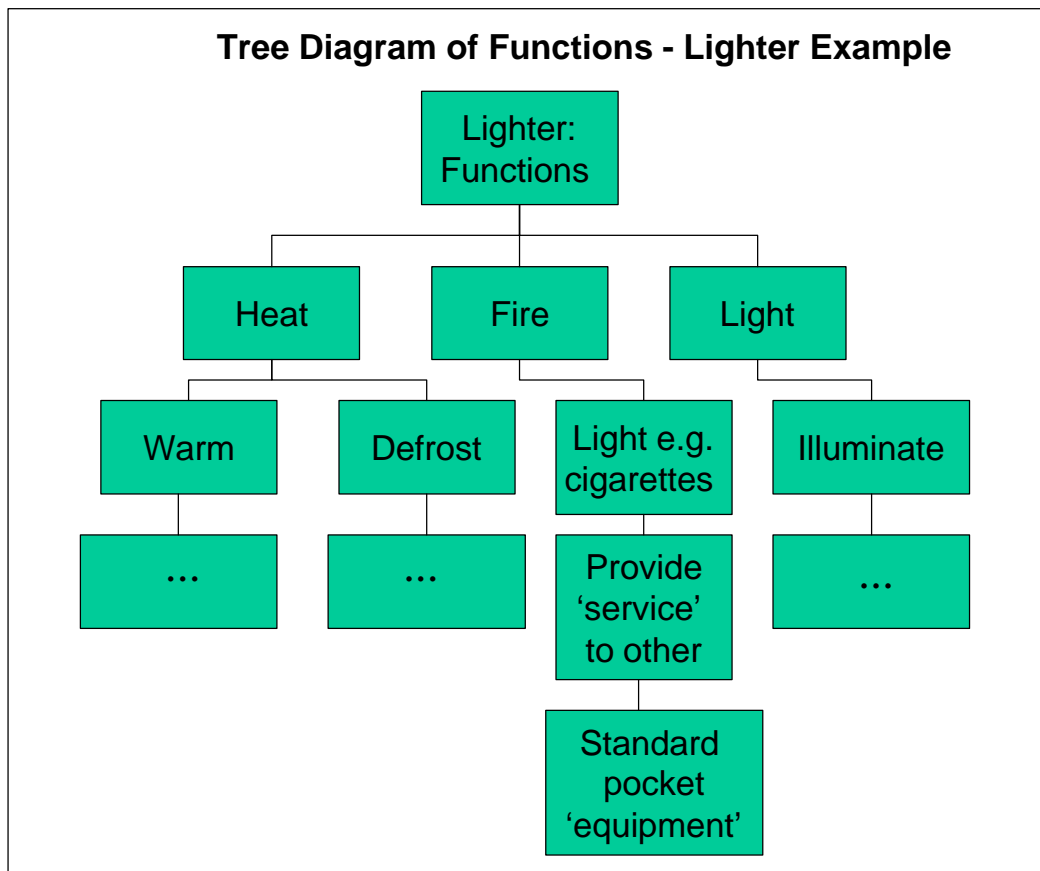 Tree Diagram of Functions - Lighter Example
Lighter:
Functions
Heat
Fire
Light
Warm
Defrost
Light e.g.
cigarettes
Illuminate
...
...
Provide
‘service’
to other
...
Standard
pocket
‘equipment’